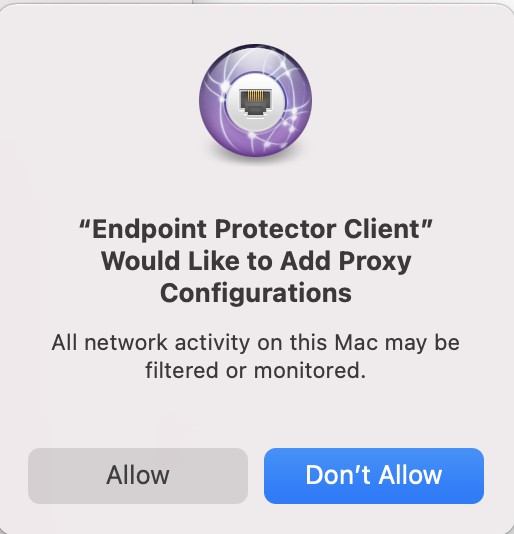 “Endpoint Protector Client”
Would Like to Add Proxy
Configurations
All network activity on this Mac may be
filtered or monitored.
Allow
Don’t Allow